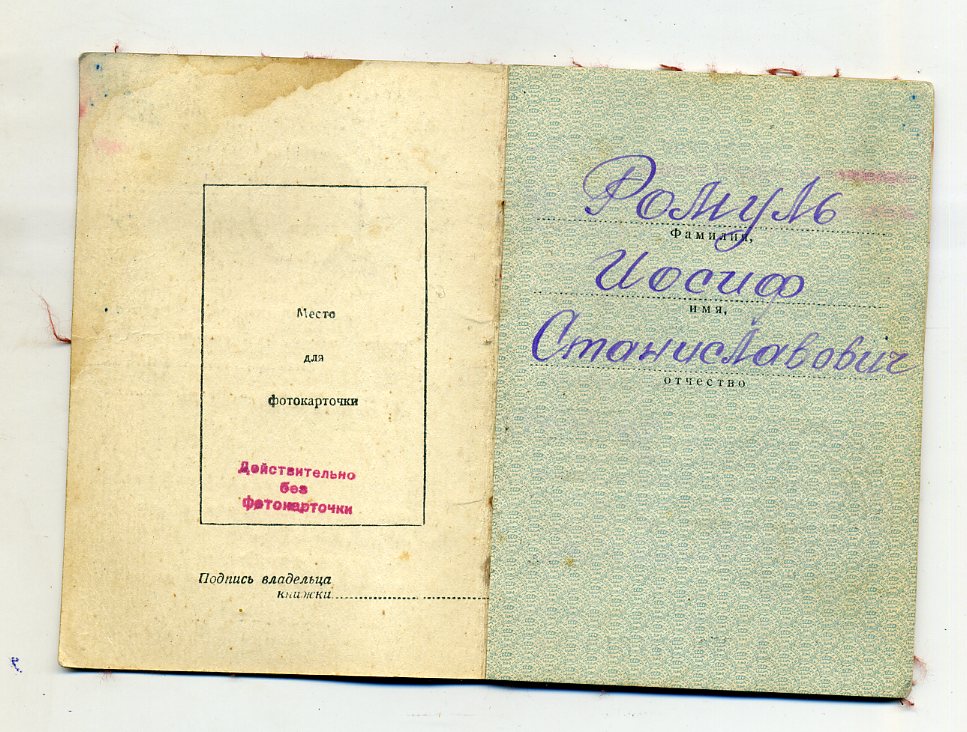 Место
для
фотокарточки
Действительно
без
фотокарточки
Подпись владельца
книжки
Ромуль
Фамилия,
Иосиф
имя,
Станиславович
отчество